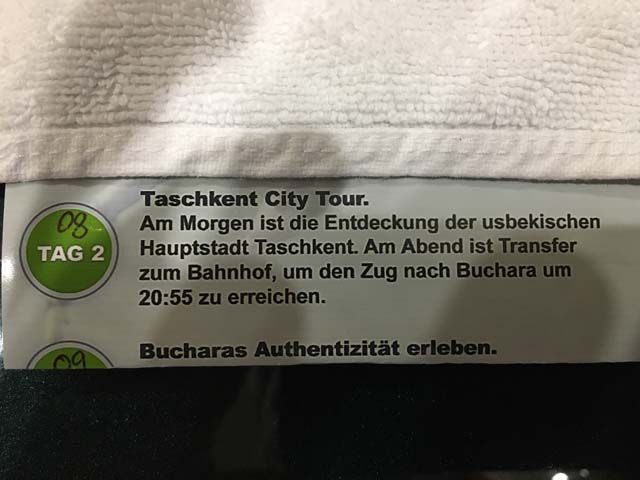 08
TAG 2
Taschkent City Tour.
Am Morgen ist die Entdeckung der usbekischen
Hauptstadt Taschkent. Am Abend ist Transfer
zum Bahnhof, um den Zug nach Buchara um
20:55 zu erreichen.
09
Bucharas Authentizität erleben.